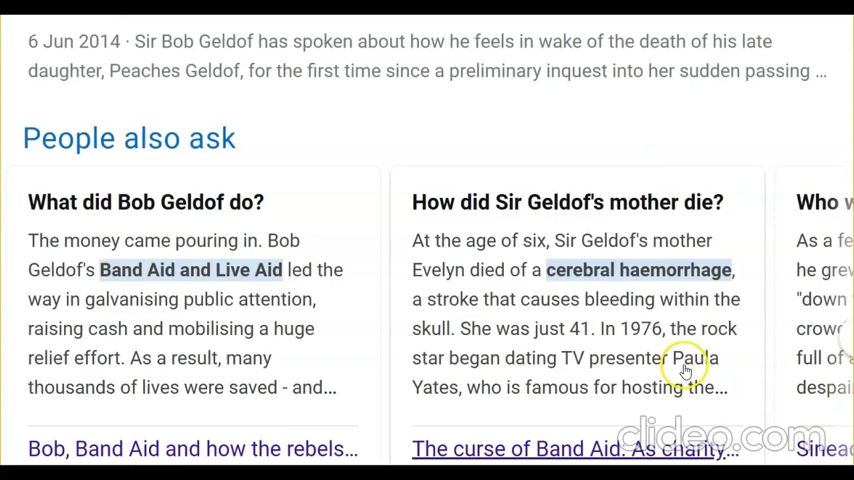 6 Jun 2014 · Sir Bob Geldof has spoken about how he feels in wake of the death of his late
daughter, Peaches Geldof, for the first time since a preliminary inquest into her sudden passing ...
People also ask
What did Bob Geldof do?
The money came pouring in. Bob
Geldof's Band Aid and Live Aid led the
way in galvanising public attention,
raising cash and mobilising a huge
relief effort. As a result, many
thousands of lives were saved - and...
Bob, Band Aid and how the rebels...
How did Sir Geldof's mother die?
At the age of six, Sir Geldof's mother
Evelyn died of a cerebral haemorrhage,
a stroke that causes bleeding within the
skull. She was just 41. In 1976, the rock
star began dating TV presenter Paula
Yates, who is famous for hosting the...
The curse of Band Aid: As charity...
Who
As a
he
"down
full of
clideo.com